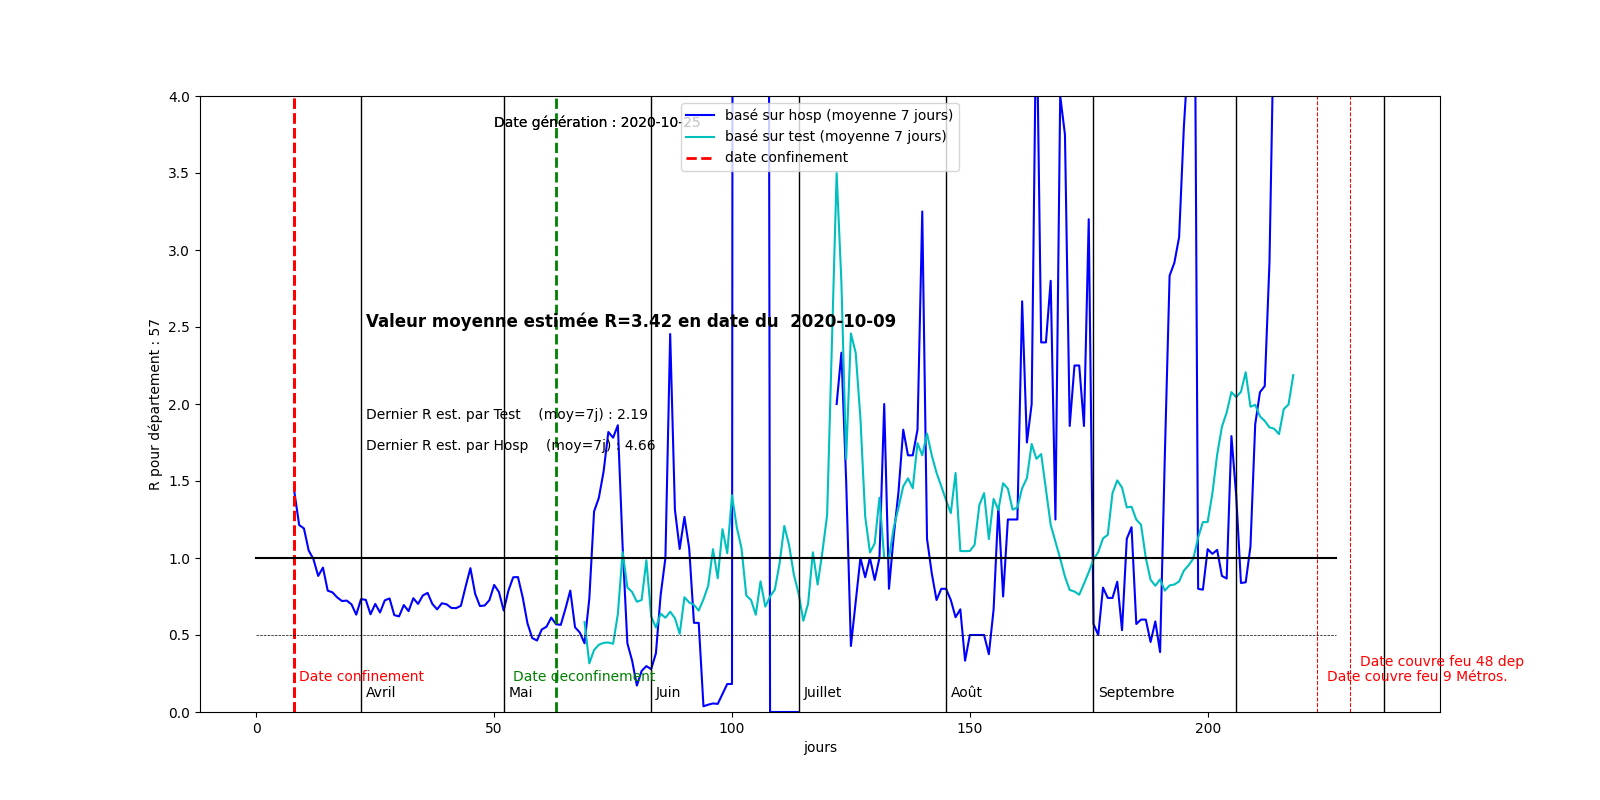 4.0
3.5
3.0
2.5
2.0
1.5
1.0
0.5
0.0
R pour département : 57
Date génération : 2020-10-25
basé sur hosp (moyenne 7 jours)
basé sur test (moyenne 7 jours)
date confinement
Valeur moyenne estimée R=3.42 en date du  2020-10-09
Dernier R est. par Test    (moy=7j) : 2.19
Dernier R est. par Hosp    (moy=7j) : 4.66
Date couvre feu 48 dep
Date confinement
Date deconfinement
Date couvre feu 9 Métros.
Avril
Mai
Juin
Juillet
Août
Septembre
0
50
100
150
200
jours